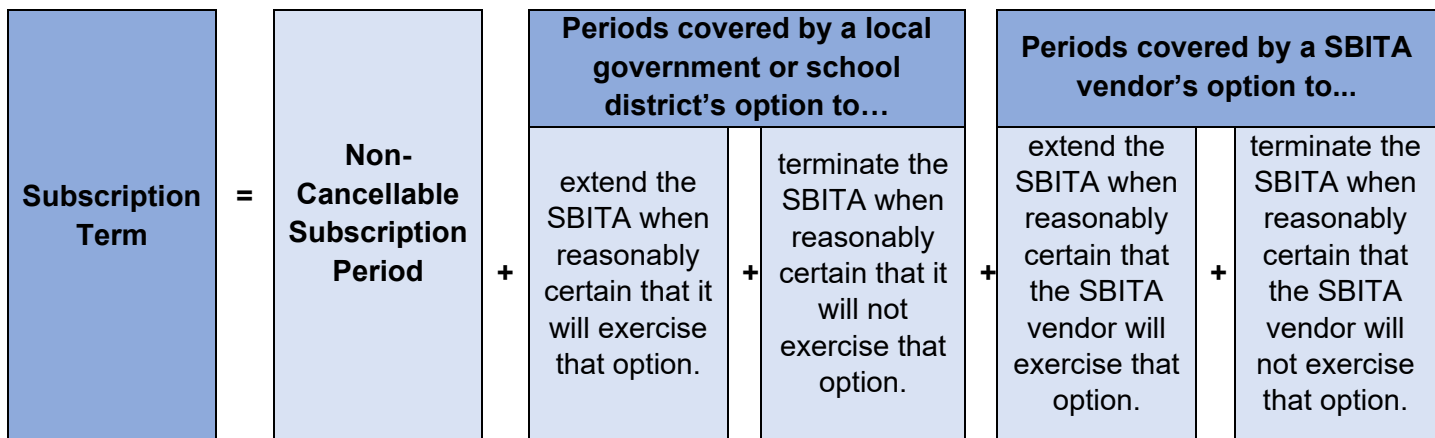 Subscription
Term
=
Non-
Cancellable
Subscription
Period
+
Periods covered by a local
government or school
district’s option to…
extend the
SBITA when
reasonably
certain that it
will exercise
that option.
+
terminate the
SBITA when
reasonably
certain that it
will not
exercise that
option.
+
Periods covered by a SBITA
vendor’s option to...
extend the
SBITA when
reasonably
certain that
the SBITA
vendor will
exercise that
option.
+
terminate the
SBITA when
reasonably
certain that
the SBITA
vendor will
not exercise
that option.